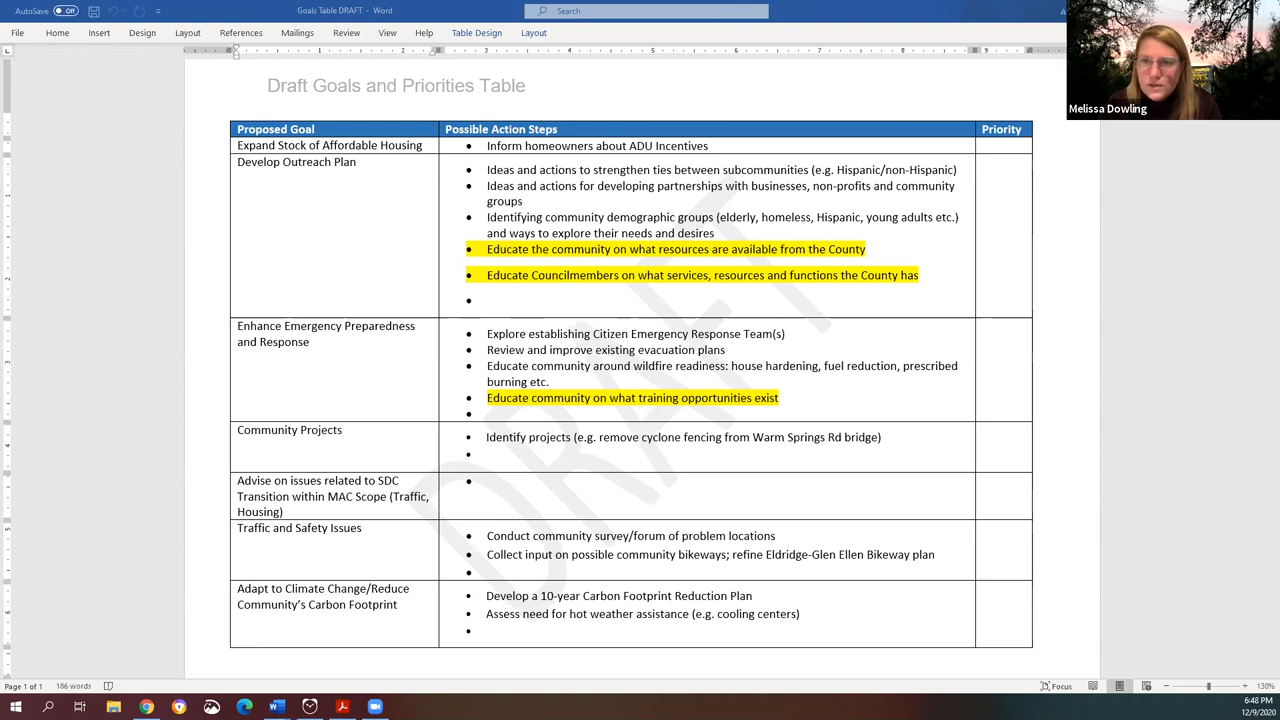 AutoSave Off Goals Table DRAFT – Word Search
File Home Insert Design Layout References Mailings Review View Help Table Design Layout
Melissa Dowling
Draft Goals and Priorities Table
Proposed Goal Possible Action Steps Priority
Expand Stock of Affordable Housing • Inform homeowners about ADU Incentives
Develop Outreach Plan
• Ideas and actions to strengthen ties between subcommunities (e.g. Hispanic/non-Hispanic)
• Ideas and actions for developing partnerships with businesses, non-profits and community
groups
• Identifying community demographic groups (elderly, homeless, Hispanic, young adults etc.)
and ways to explore their needs and desires
• Educate the community on what resources are available from the County
• Educate Councilmembers on what services, resources and functions the County has
•
Enhance Emergency Preparedness
and Response
• Explore establishing Citizen Emergency Response Team(s)
• Review and improve existing evacuation plans
• Educate community around wildfire readiness: house hardening, fuel reduction, prescribed
burning etc.
• Educate community on what training opportunities exist
•
Community Projects
• Identify projects (e.g. remove cyclone fencing from Warm Springs Rd bridge)
•
Advise on issues related to SDC
Transition within MAC Scope (Traffic,
Housing)
•
Traffic and Safety Issues
• Conduct community survey/forum of problem locations
• Collect input on possible community bikeways; refine Eldridge-Glen Ellen Bikeway plan
•
Adapt to Climate Change/Reduce
Community's Carbon Footprint
• Develop a 10-year Carbon Footprint Reduction Plan
• Assess need for hot weather assistance (e.g. cooling centers)
•
DRAFT
Page 1 of 1 186 words Focus 130%
6:48 PM
12/9/2020